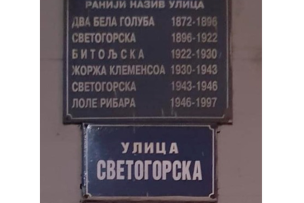 РАНИЈИ НАЗИВ УЛИЦА
ДВА БЕЛА ГОЛУБА 1872-1896
СВЕТОГОРСКА 1896-1922
БИТОЉСКА 1922-1930
ЖОРЖА КЛЕМЕНСОА 1930-1943
СВЕТОГОРСКА 1943-1946
ЛОЛЕ РИБАРА 1946-1997
УЛИЦА
СВЕТОГОРСКА